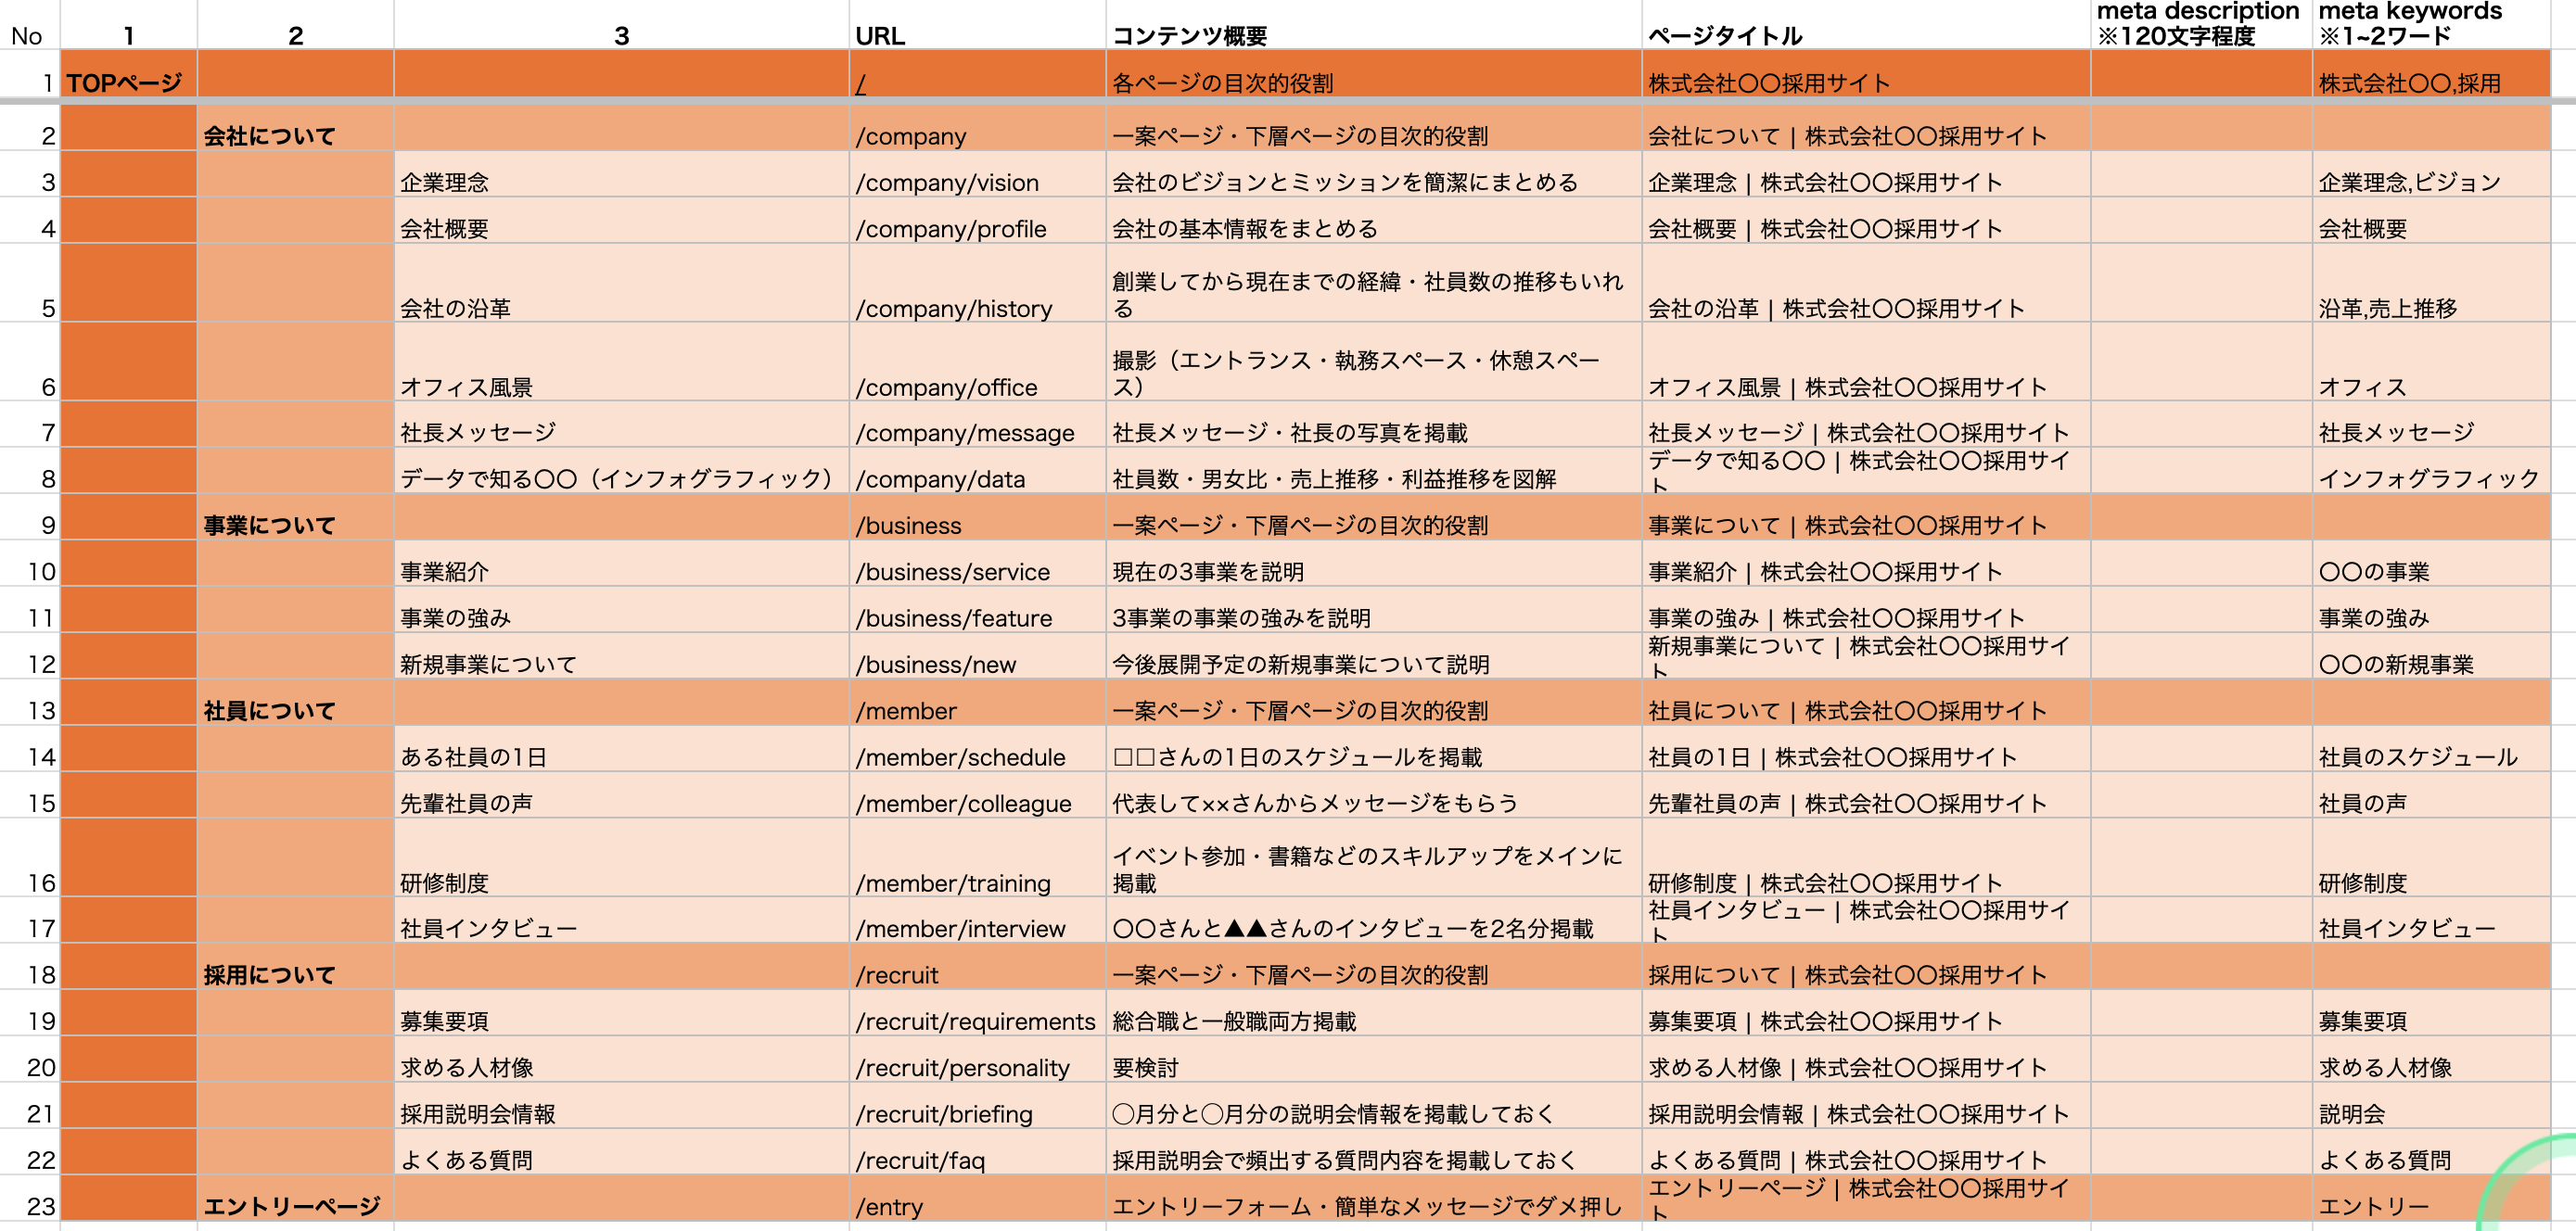 No 1 2 3 URL コンテンツ概要 ページタイトル meta description ※120文字程度 meta keywords ※1~2ワード
1 TOPページ / 各ページの目次的役割 株式会社〇〇採用サイト 株式会社〇〇,採用
2 会社について /company 一案ページ・下層ページの目次的役割 会社について | 株式会社〇〇採用サイト
3 企業理念 /company/vision 会社のビジョンとミッションを簡潔にまとめる 企業理念 | 株式会社〇〇採用サイト 企業理念,ビジョン
4 会社概要 /company/profile 会社の基本情報をまとめる 会社概要 | 株式会社〇〇採用サイト 会社概要
5 会社の沿革 /company/history 創業してから現在までの経緯・社員数の推移もいれる 会社の沿革 | 株式会社〇〇採用サイト 沿革,売上推移
6 オフィス風景 /company/office 撮影（エントランス・執務スペース・休憩スペース） オフィス風景 | 株式会社〇〇採用サイト オフィス
7 社長メッセージ /company/message 社長メッセージ・社長の写真を掲載 社長メッセージ | 株式会社〇〇採用サイト 社長メッセージ
8 データで知る〇〇（インフォグラフィック） /company/data 社員数・男女比・売上推移・利益推移を図解 データで知る〇〇 | 株式会社〇〇採用サイト インフォグラフィック
9 事業について /business 一案ページ・下層ページの目次的役割 事業について | 株式会社〇〇採用サイト
10 事業紹介 /business/service 現在の3事業を説明 事業紹介 | 株式会社〇〇採用サイト 〇〇の事業
11 事業の強み /business/feature 3事業の事業の強みを説明 事業の強み | 株式会社〇〇採用サイト 事業の強み
12 新規事業について /business/new 今後展開予定の新規事業について説明 新規事業について | 株式会社〇〇採用サイト 〇〇の新規事業
13 社員について /member 一案ページ・下層ページの目次的役割 社員について | 株式会社〇〇採用サイト
14 ある社員の1日 /member/schedule □□さんの1日のスケジュールを掲載 社員の1日 | 株式会社〇〇採用サイト 社員のスケジュール
15 先輩社員の声 /member/colleague 代表して××さんからメッセージをもらう 先輩社員の声 | 株式会社〇〇採用サイト 社員の声
16 研修制度 /member/training イベント参加・書籍などのスキルアップをメインに掲載 研修制度 | 株式会社〇〇採用サイト 研修制度
17 社員インタビュー /member/interview 〇〇さんと▲▲さんのインタビューを2名分掲載 社員インタビュー | 株式会社〇〇採用サイト 社員インタビュー
18 採用について /recruit 一案ページ・下層ページの目次的役割 採用について | 株式会社〇〇採用サイト
19 募集要項 /recruit/requirements 総合職と一般職両方掲載 募集要項 | 株式会社〇〇採用サイト 募集要項
20 求める人材像 /recruit/personality 要検討 求める人材像 | 株式会社〇〇採用サイト 求める人材像
21 採用説明会情報 /recruit/briefing ◯月分と◯月分の説明会情報を掲載しておく 採用説明会情報 | 株式会社〇〇採用サイト 説明会
22 よくある質問 /recruit/faq 採用説明会で頻出する質問内容を掲載しておく よくある質問 | 株式会社〇〇採用サイト よくある質問
23 エントリーページ /entry エントリーフォーム・簡単なメッセージでダメ押し エントリーページ | 株式会社〇〇採用サイト エントリー